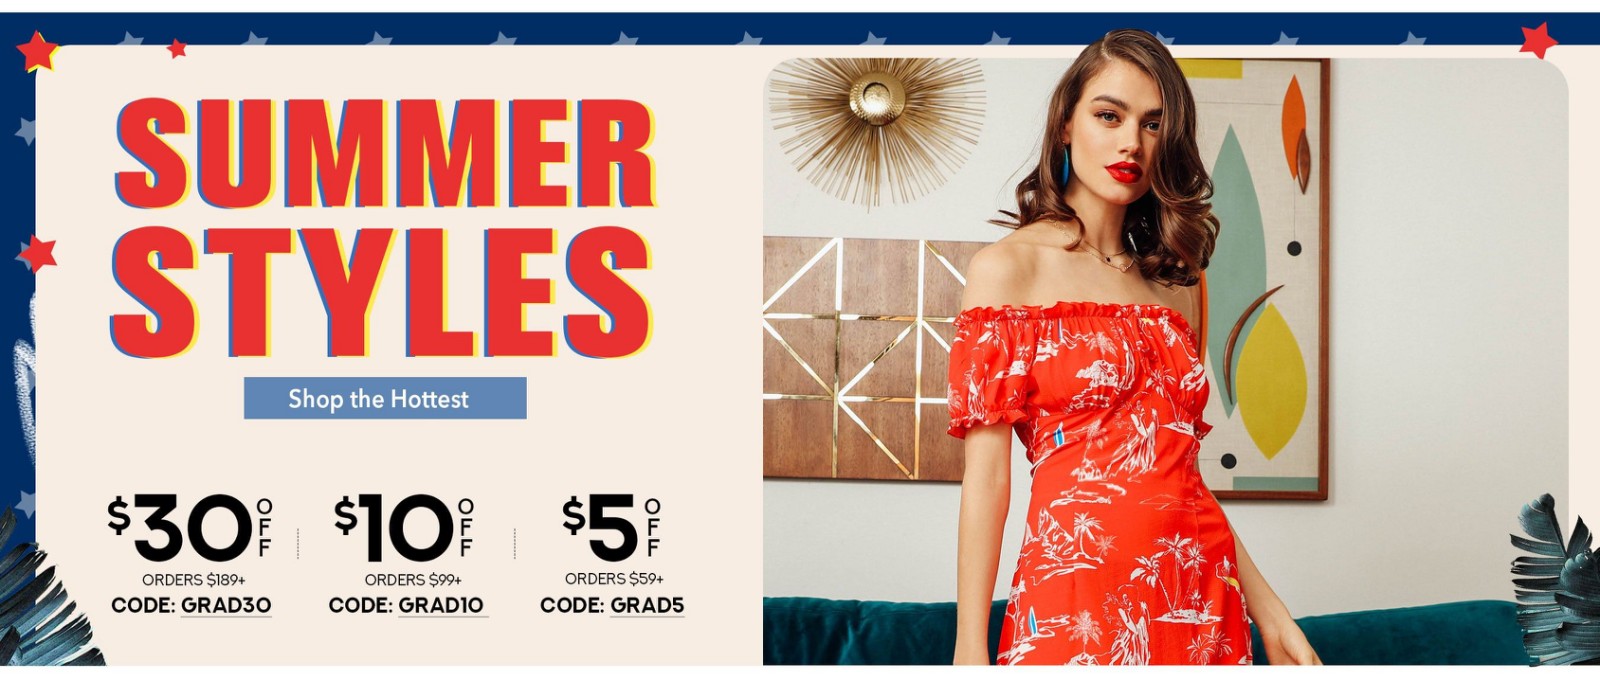 SUMMER
STYLES
Shop the Hottest
$30 OFF
ORDERS $189+
CODE: GRAD30
$10 OFF
ORDERS $99+
CODE: GRAD10
$5 OFF
ORDERS $59+
CODE: GRAD5